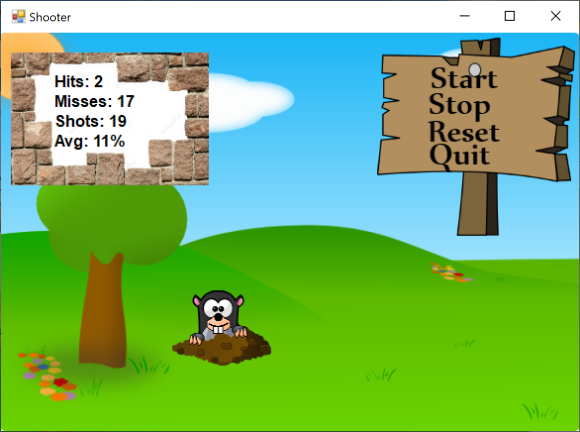 Shooter
Hits: 2
Misses: 17
Shots: 19
Avg: 11%
Start
Stop
Reset
Quit